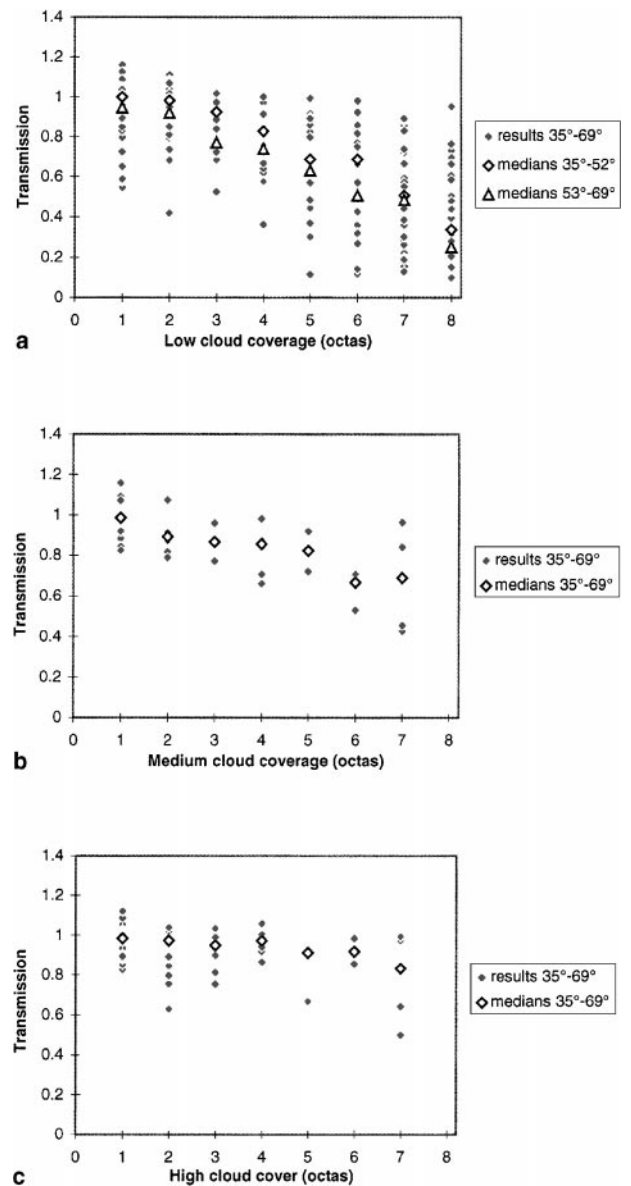 1.4
1.2
1
0.8
0.6
0.4
0.2
0
Transmission
0 1 2 3 4 5 6 7 8
Low cloud coverage (octas)
results 35°-69°
medians 35°-52°
medians 53°-69°
a
1.4
1.2
1
0.8
0.6
0.4
0.2
0
Transmission
0 1 2 3 4 5 6 7 8
Medium cloud coverage (octas)
results 35°-69°
medians 35°-69°
b
1.4
1.2
1
0.8
0.6
0.4
0.2
0
Transmission
0 1 2 3 4 5 6 7 8
High cloud cover (octas)
results 35°-69°
medians 35°-69°
c